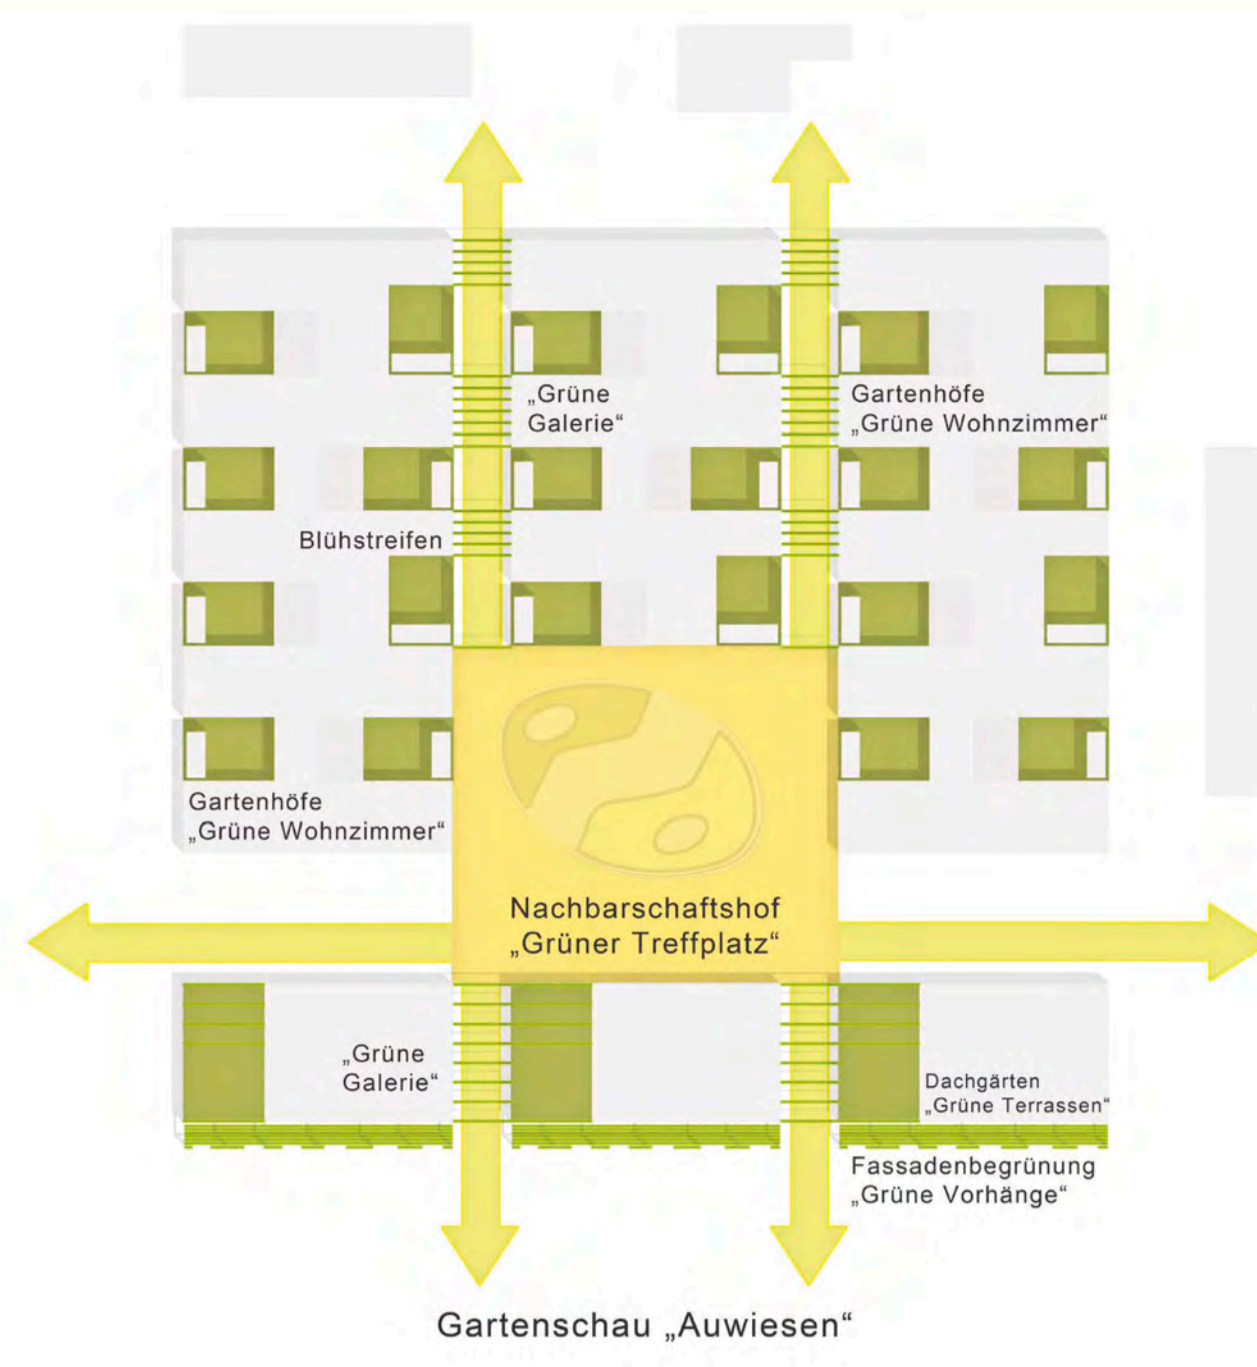 „Grüne
Galerie“
Gartenhöfe
„Grüne Wohnzimmer“
Blühstreifen
Gartenhöfe
„Grüne Wohnzimmer“
Nachbarschaftshof
„Grüner Treffplatz“
„Grüne
Galerie“
Dachgärten
„Grüne Terrassen“
Fassadenbegrünung
„Grüne Vorhänge“
Gartenschau „Auwiesen“